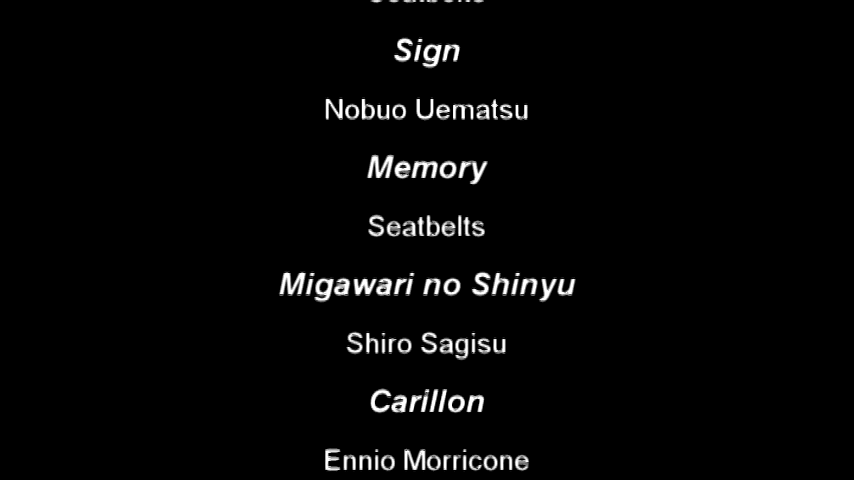 Sign
Nobuo Uematsu
Memory
Seatbelts
Migawari no Shinyu
Shiro Sagisu
Carillon
Ennio Morricone